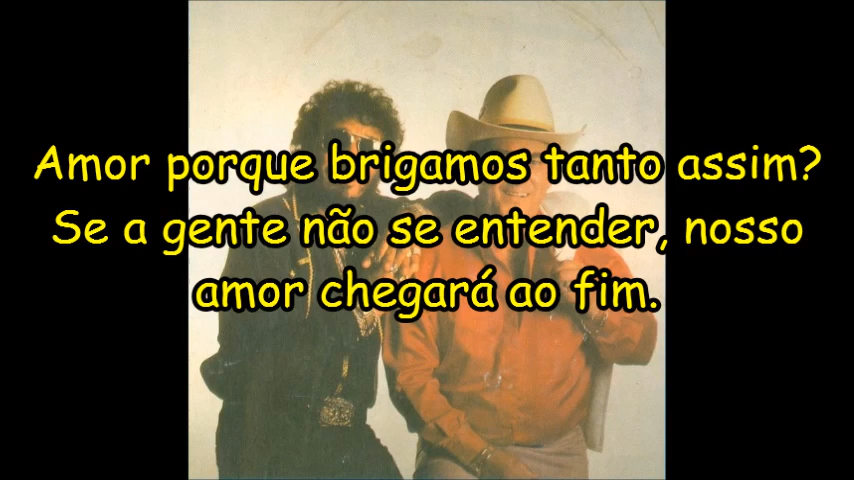 Amor porque brigamos tanto assim?
Se a gente não se entender, nosso
amor chegará ao fim.